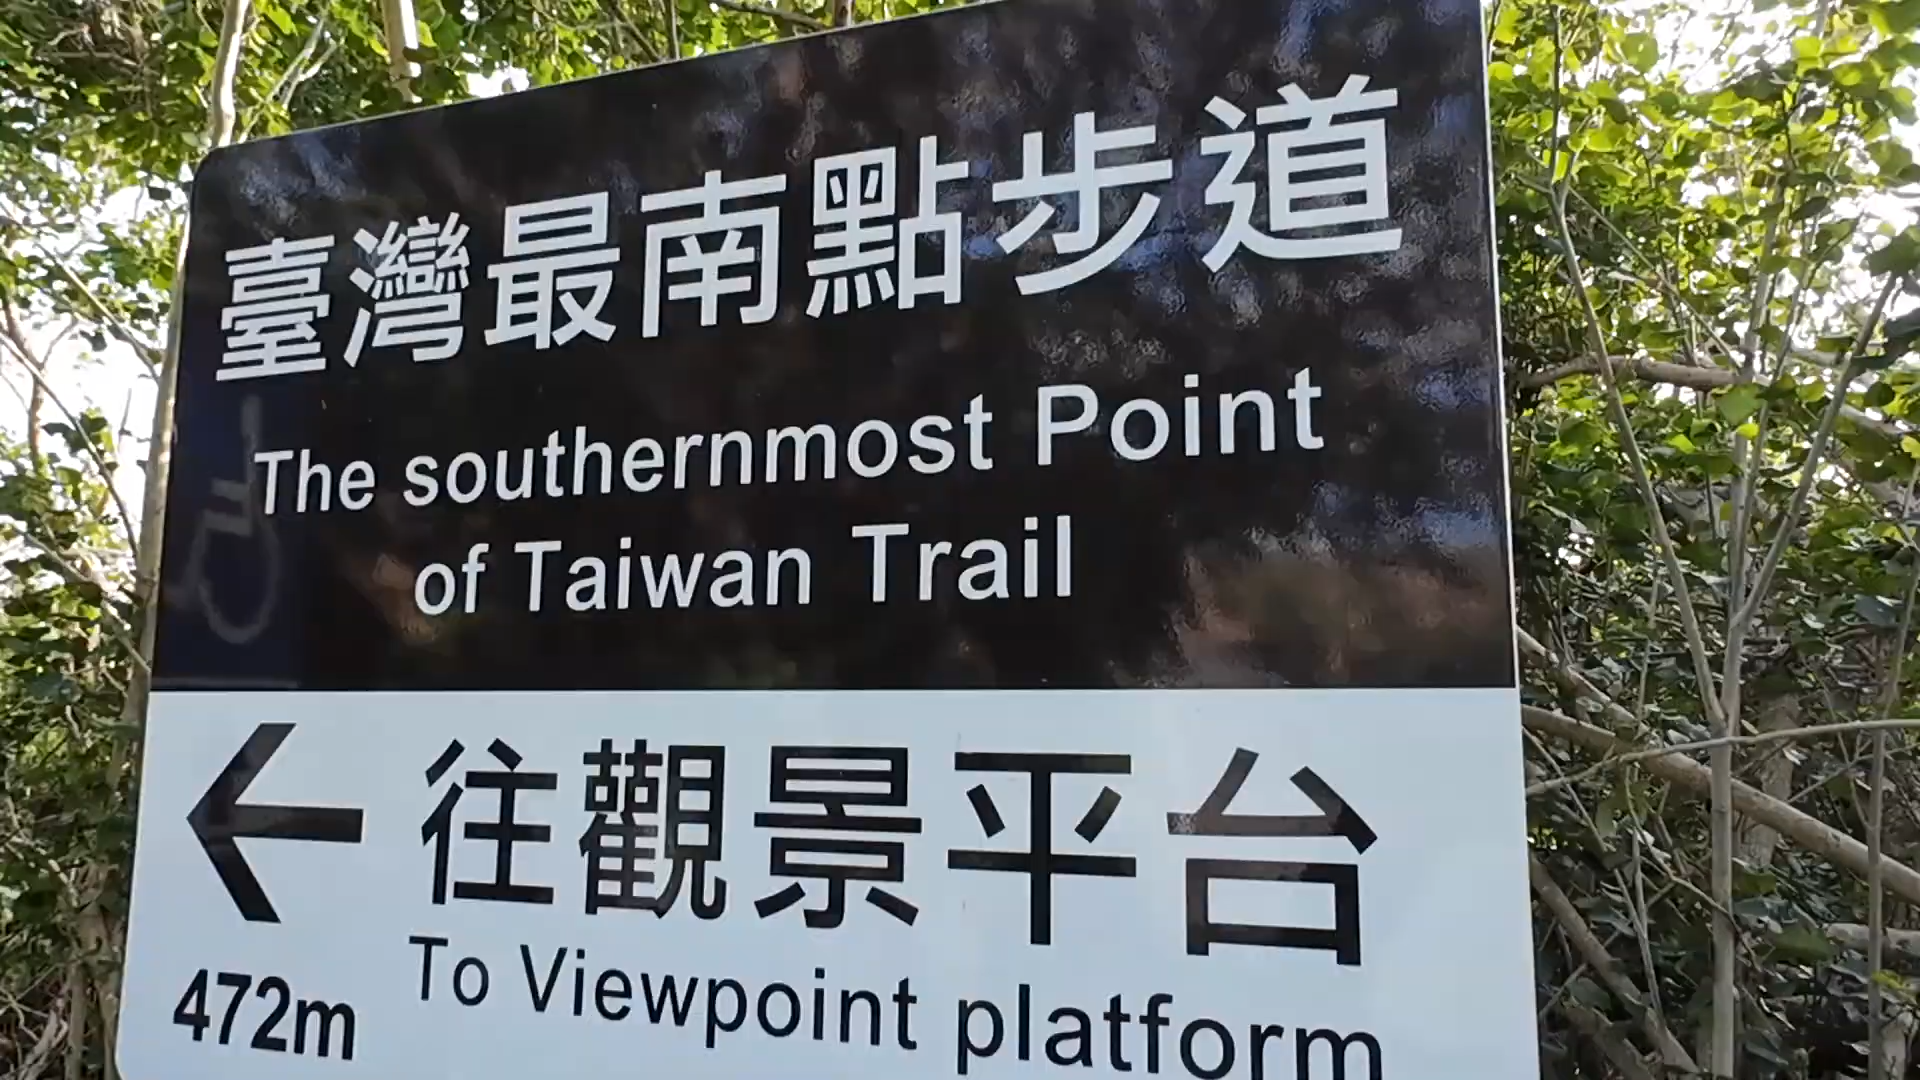 臺灣最南點步道
The southernmost Point
of Taiwan Trail
往觀景平台
To Viewpoint platform
472m